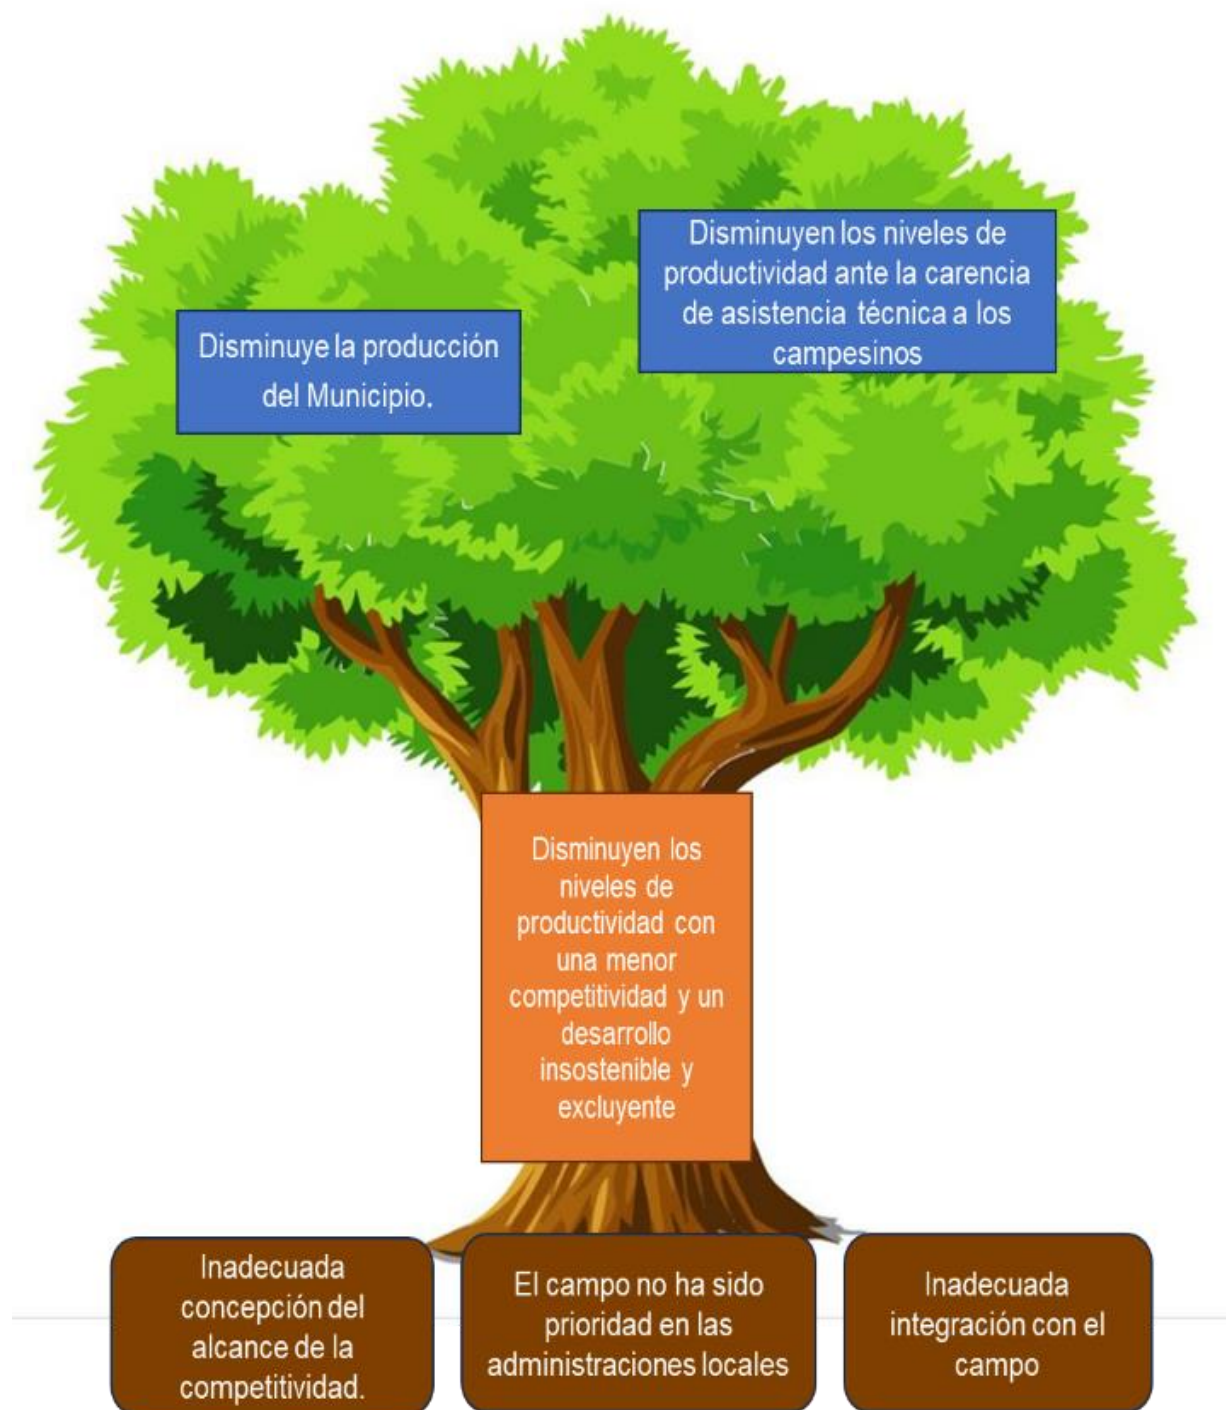 Disminuyen los niveles de
productividad ante la carencia
de asistencia técnica a los
campesinos
Disminuye la producción
del Municipio.
Disminuyen los
niveles de
productividad con
una menor
competitividad y un
desarrollo
insostenible y
excluyente
Inadecuada
concepción del
alcance de la
competitividad.
El campo no ha sido
prioridad en las
administraciones locales
Inadecuada
integración con el
campo